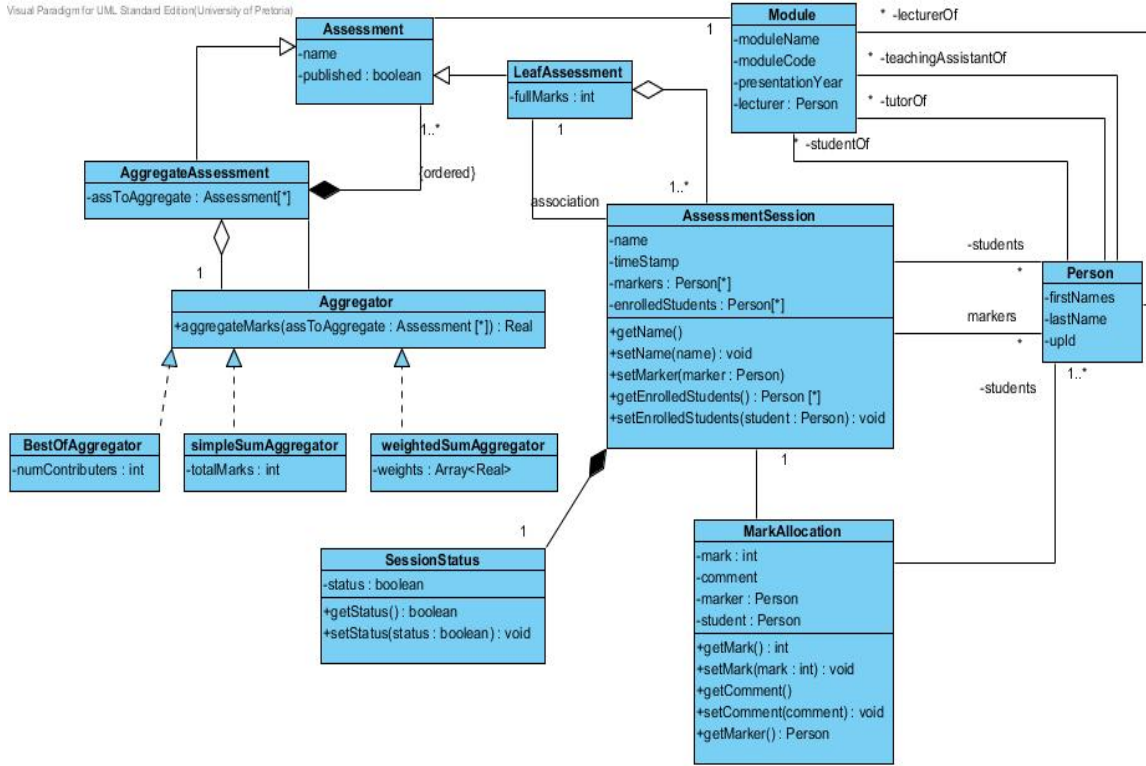 Visual Paradigm for UML Standard Edition(University of Pretoria)
Assessment
-name
-published : boolean
1
Module
-moduleName
-moduleCode
-presentationYear
-lecturer : Person
* -lecturerOf
* -teachingAssistantOf
* -tutorOf
* -studentOf
LeafAssessment
-fullMarks : int
1
1..*
{ordered}
AggregateAssessment
-assToAggregate : Assessment[*]
1
association
1..*
AssessmentSession
-name
-timeStamp
-markers : Person[*]
-enrolledStudents : Person[*]
+getName()
+setName(name) : void
+setMarker(marker : Person)
+getEnrolledStudents() : Person [*]
+setEnrolledStudents(student : Person) : void
-students
*
markers
*
Person
-firstNames
-lastName
-upId
1..*
-students
Aggregator
+aggregateMarks(assToAggregate : Assessment [*]) : Real
BestOfAggregator
-numContributers : int
simpleSumAggregator
-totalMarks : int
weightedSumAggregator
-weights : Array<Real>
1
1
SessionStatus
-status : boolean
+getStatus() : boolean
+setStatus(status : boolean) : void
MarkAllocation
-mark : int
-comment
-marker : Person
-student : Person
+getMark() : int
+setMark(mark : int) : void
+getComment()
+setComment(comment) : void
+getMarker() : Person